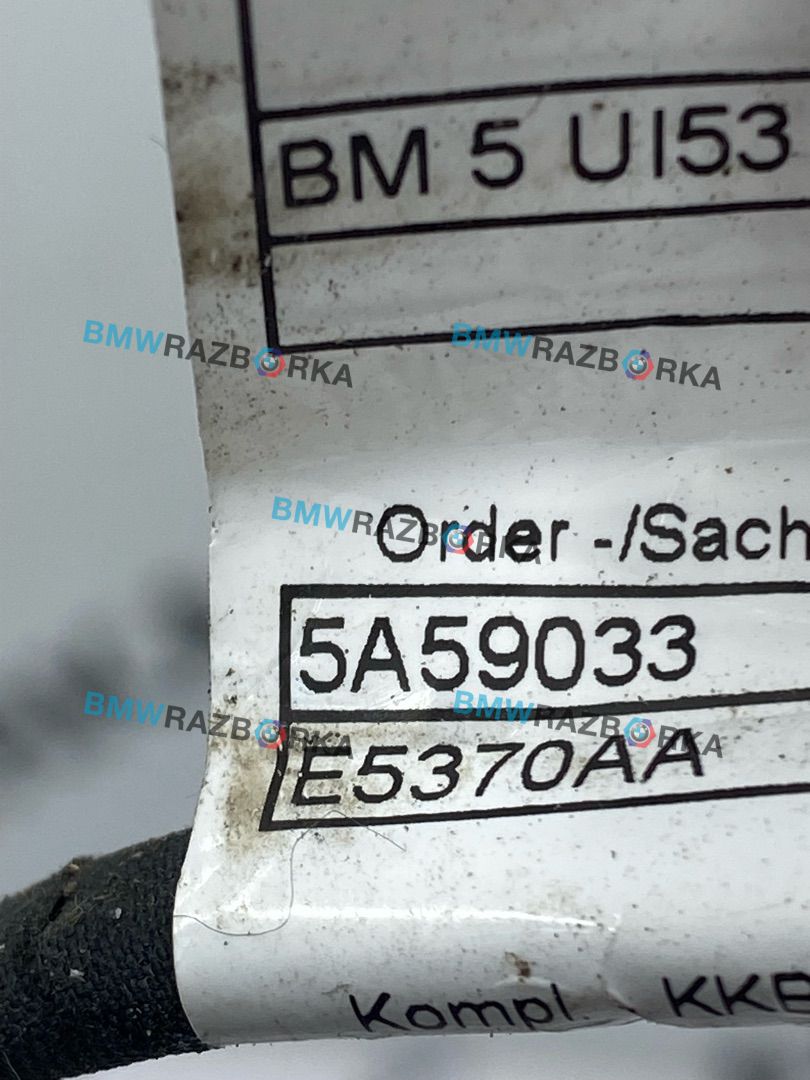 BM 5 UI53
BMWRAZBORKA BMWRAZBORKA
BMWRAZBORKA
Order -/Sach
5A59033
BMWRAZBORKA BMWRAZBORKA
E5370AA
Kompl. KKB